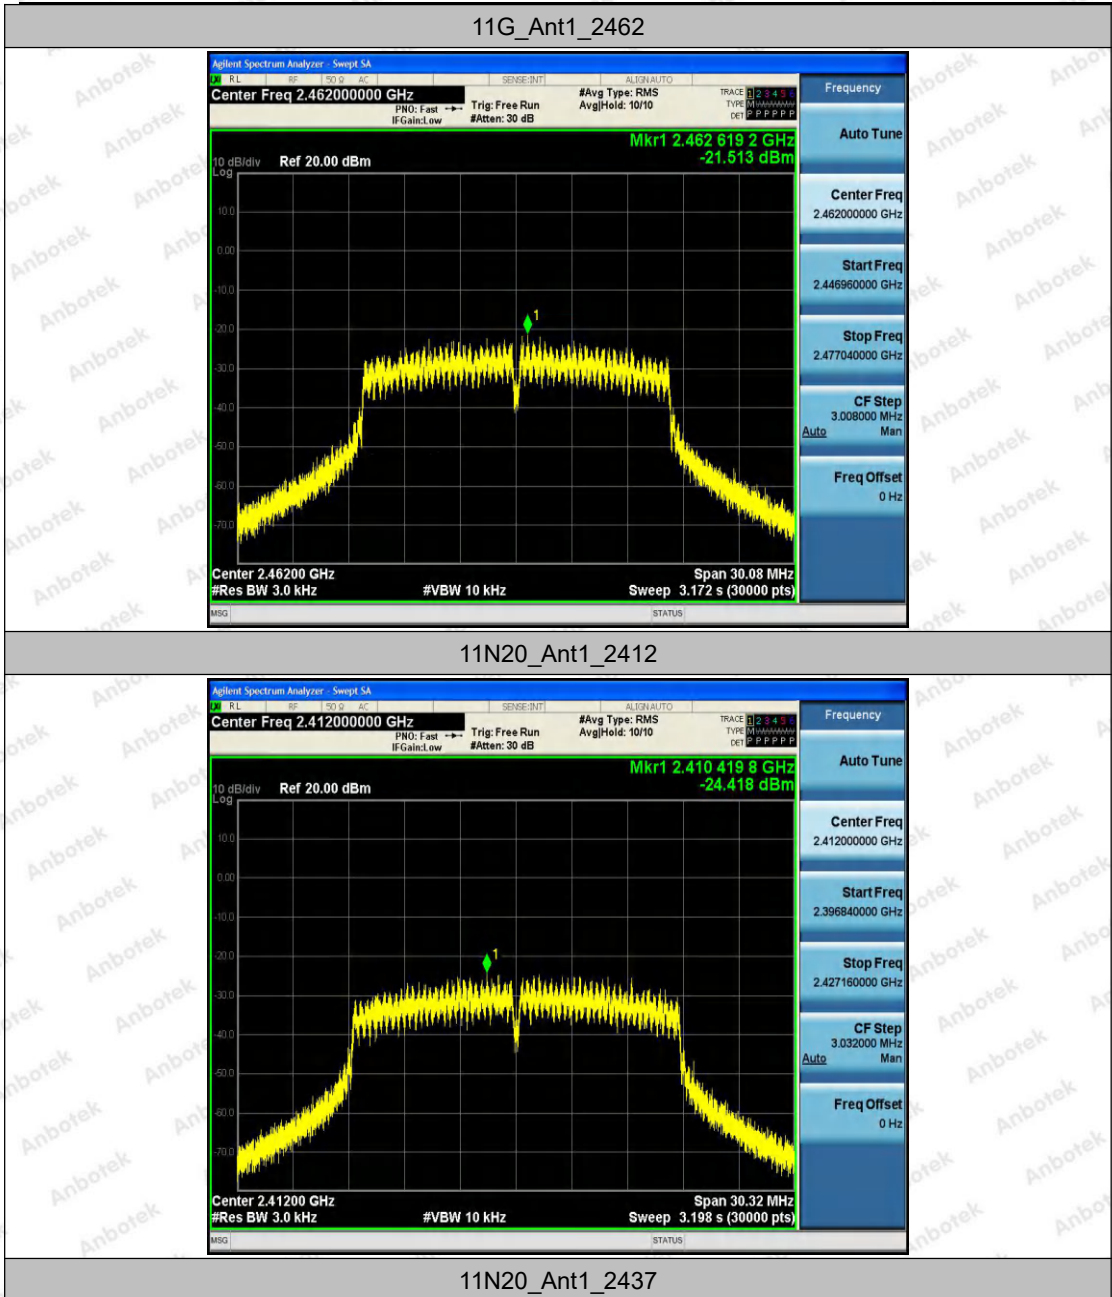 11G_Ant1_2462
Agilent Spectrum Analyzer - Swept SA
RL RF 50 Ω AC SENSE:INT ALIGNAUTO
Center Freq 2.462000000 GHz
PNO: Fast
IFGain:Low
Trig: Free Run
#Atten: 30 dB
#Avg Type: RMS
Avg|Hold: 10/10
TRACE 1 2 3 4 5 6
TYPE M
DET P P P P P P
Frequency
Auto Tune
Mkr1 2.462 619 2 GHz
-21.513 dBm
10 dB/div Ref 20.00 dBm
Log
10.0
0.00
-10.0
-20.0
-30.0
-40.0
-50.0
-60.0
-70.0
1
Center Freq
2.462000000 GHz
Start Freq
2.446960000 GHz
Stop Freq
2.477040000 GHz
CF Step
3.008000 MHz
Auto Man
Freq Offset
0 Hz
Center 2.46200 GHz Span 30.08 MHz
#Res BW 3.0 kHz #VBW 10 kHz Sweep 3.172 s (30000 pts)
MSG STATUS
11N20_Ant1_2412
Agilent Spectrum Analyzer - Swept SA
RL RF 50 Ω AC SENSE:INT ALIGNAUTO
Center Freq 2.412000000 GHz
PNO: Fast
IFGain:Low
Trig: Free Run
#Atten: 30 dB
#Avg Type: RMS
Avg|Hold: 10/10
TRACE 1 2 3 4 5 6
TYPE M
DET P P P P P P
Frequency
Auto Tune
Mkr1 2.410 419 8 GHz
-24.418 dBm
10 dB/div Ref 20.00 dBm
Log
10.0
0.00
-10.0
-20.0
-30.0
-40.0
-50.0
-60.0
-70.0
1
Center Freq
2.412000000 GHz
Start Freq
2.396840000 GHz
Stop Freq
2.427160000 GHz
CF Step
3.032000 MHz
Auto Man
Freq Offset
0 Hz
Center 2.41200 GHz Span 30.32 MHz
#Res BW 3.0 kHz #VBW 10 kHz Sweep 3.198 s (30000 pts)
MSG STATUS
11N20_Ant1_2437